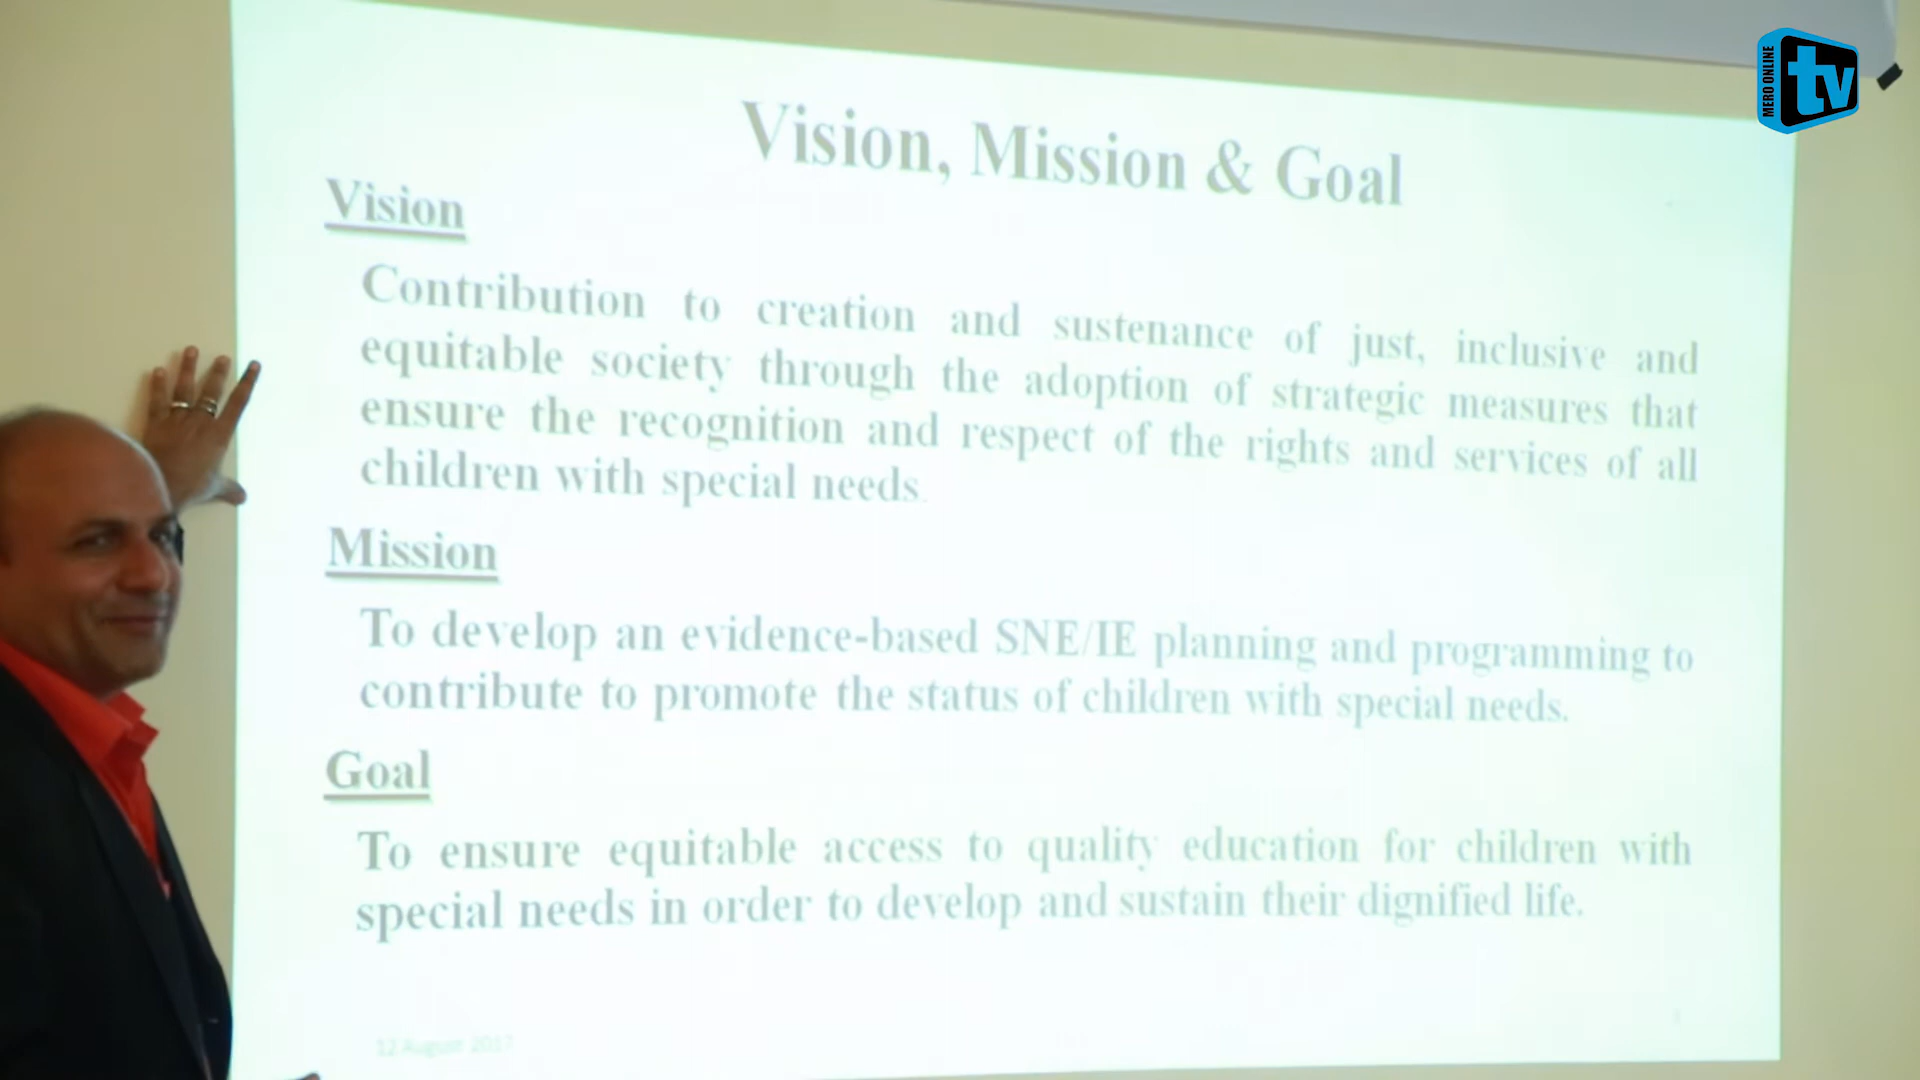 MERO ONLINE
tv
Vision, Mission & Goal
Vision
Contribution to creation and sustenance of just, inclusive and
equitable society through the adoption of strategic measures that
ensure the recognition and respect of the rights and services of all
children with special needs.
Mission
To develop an evidence-based SNE/IE planning and programming to
contribute to promote the status of children with special needs.
Goal
To ensure equitable access to quality education for children with
special needs in order to develop and sustain their dignified life.
12 August 2017